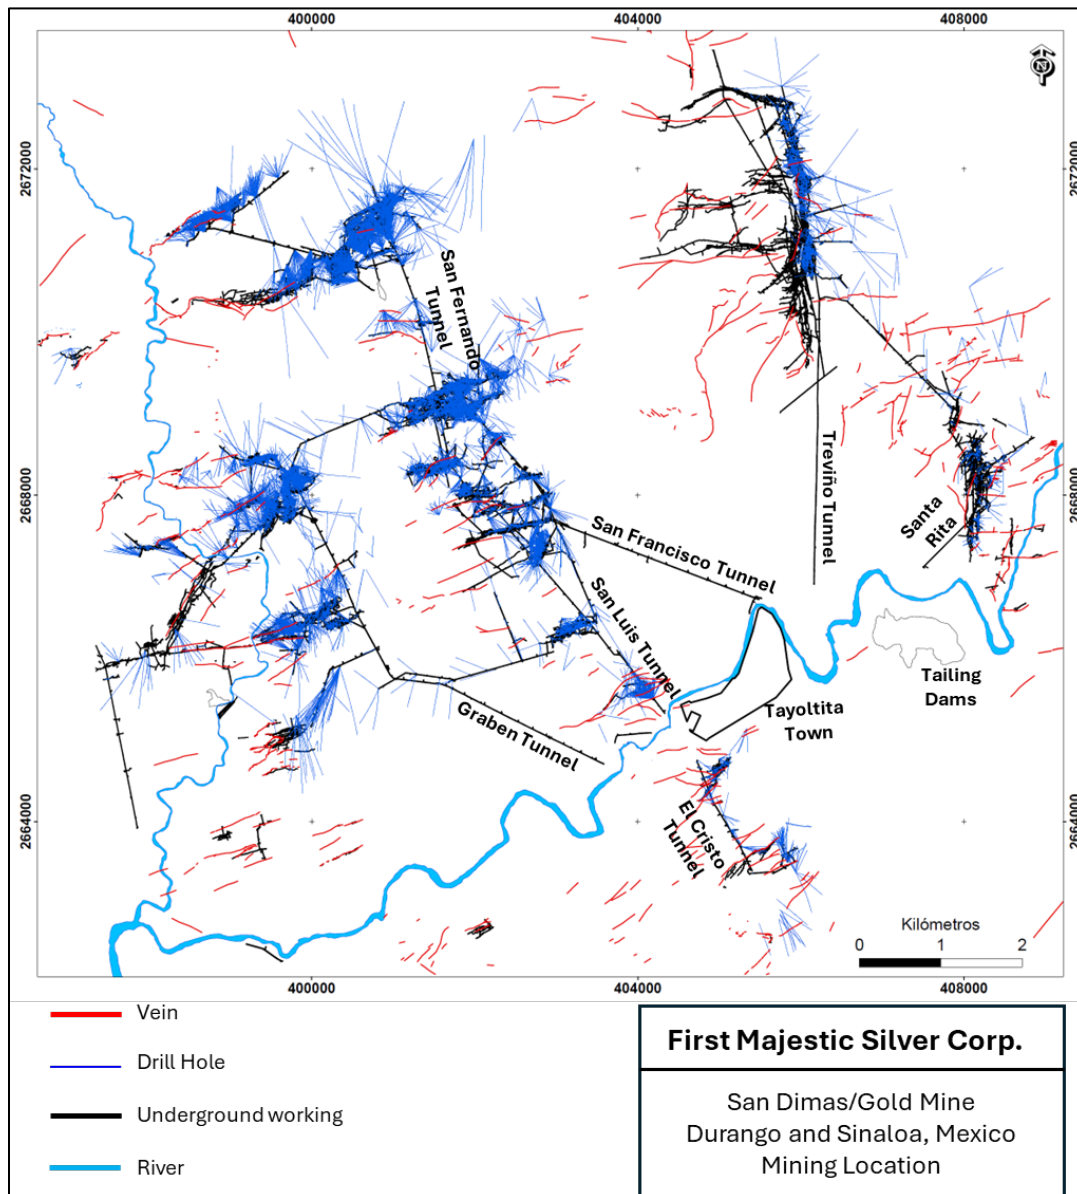 400000
404000
408000
N
2672000
2672000
San Fernando
Tunnel
2668000
2668000
Treviño Tunnel
Santa
Rita
San Francisco Tunnel
San Luis Tunnel
Tailing
Dams
Tayoltita
Town
Graben Tunnel
2664000
2664000
El Cristo
Tunnel
Kilómetros
0 1 2
400000
404000
408000
Vein
Drill Hole
Underground working
River
First Majestic Silver Corp.
San Dimas/Gold Mine
Durango and Sinaloa, Mexico
Mining Location